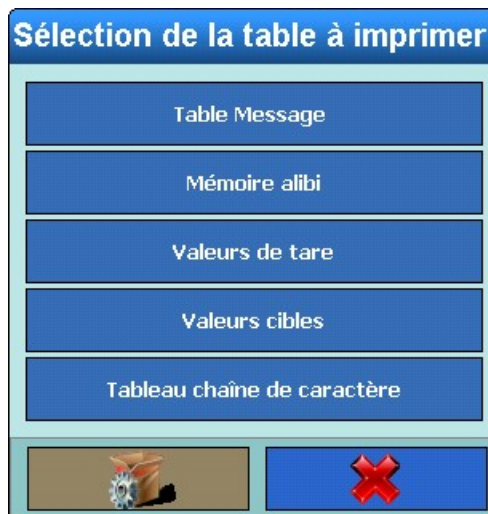 Sélection de la table à imprimer
Table Message
Mémoire alibi
Valeurs de tare
Valeurs cibles
Tableau chaîne de caractère